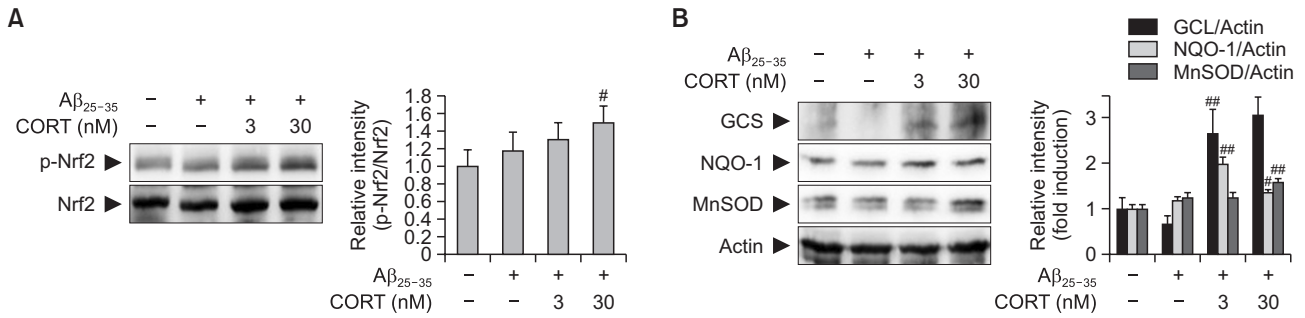 A
Aβ25-35 − + + +
CORT (nM) − − 3 30
p-Nrf2
Nrf2
Relative intensity
(p-Nrf2/Nrf2)
1.8
1.6
1.4
1.2
1.0
0.8
0.6
0.4
0.2
0
#
Aβ25-35 − + + +
CORT (nM) − − 3 30
B
Aβ25-35 − + + +
CORT (nM) − − 3 30
GCS
NQO-1
MnSOD
Actin
GCL/Actin
NQO-1/Actin
MnSOD/Actin
Relative intensity
(fold induction)
3
2
1
0
##
##
#
##
Aβ25-35 − + + +
CORT (nM) − − 3 30